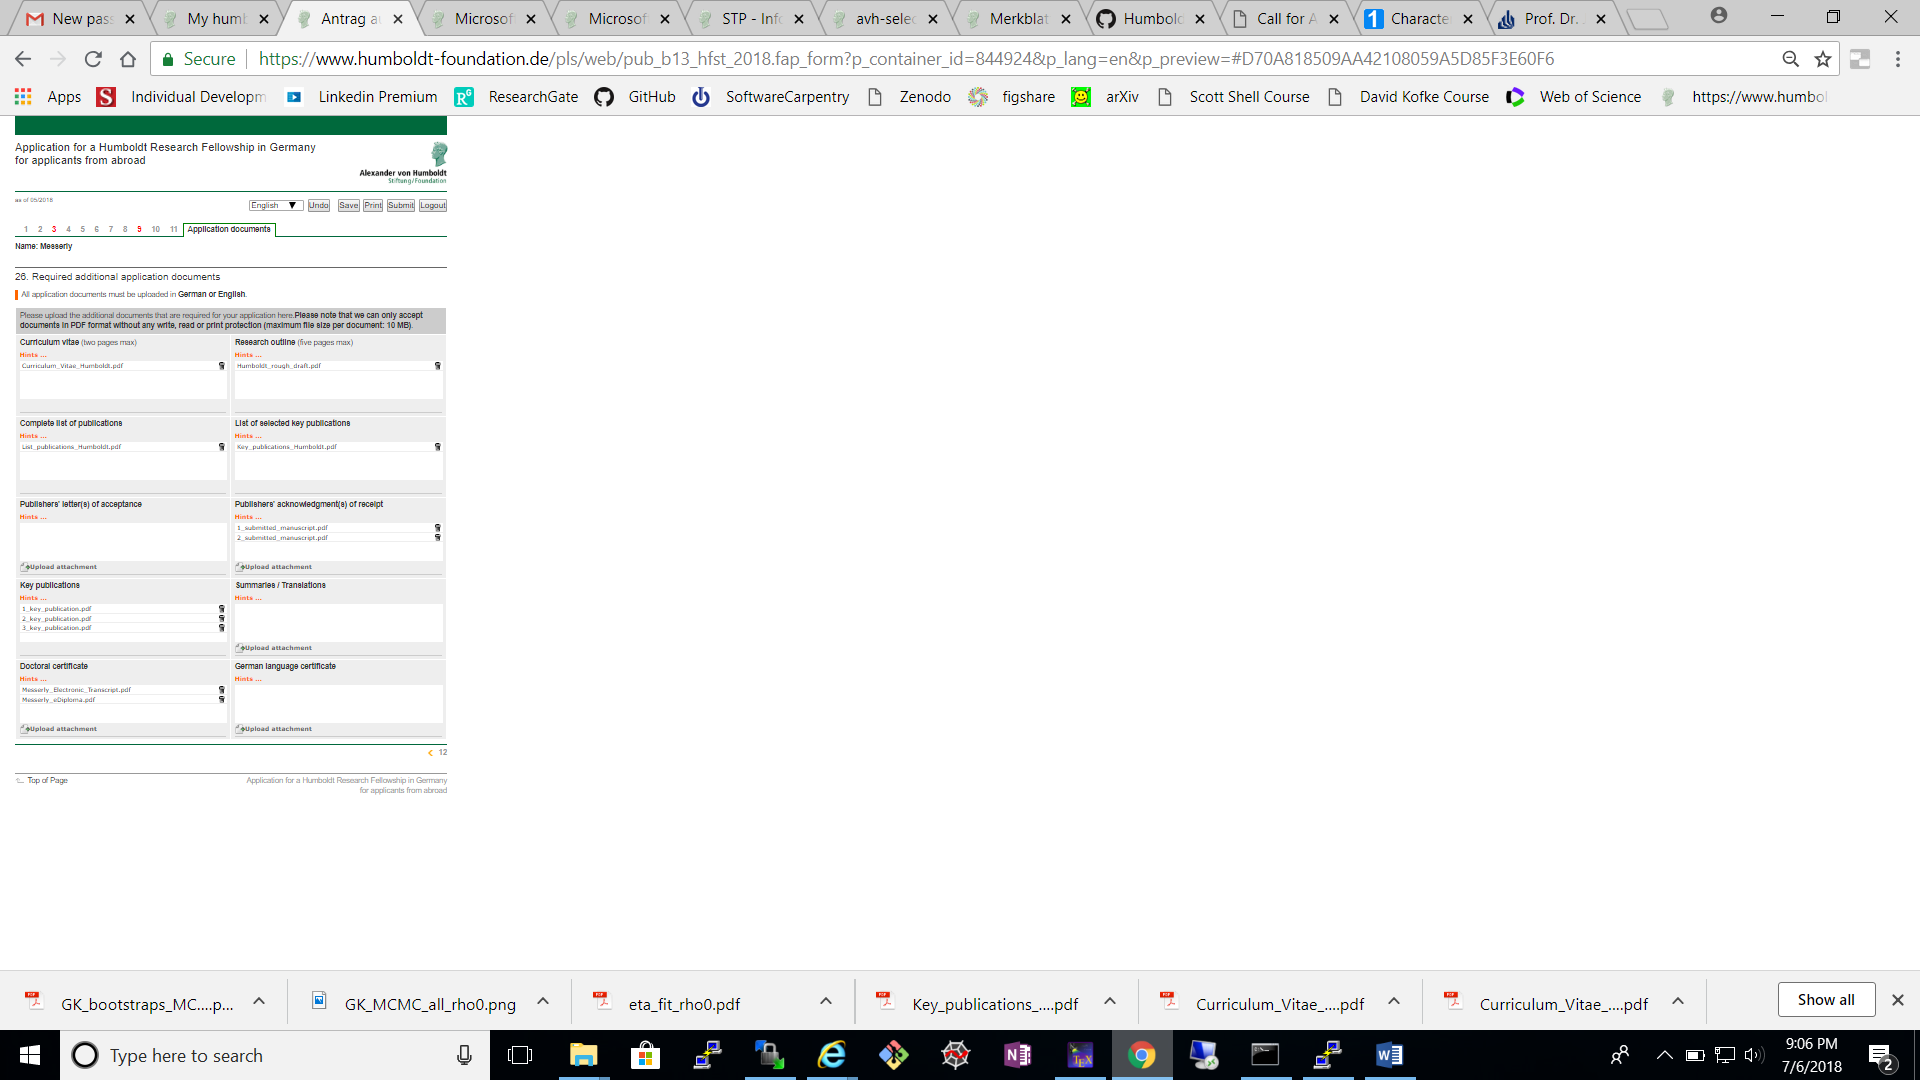 New pass
My humb
Antrag au
Microsof
Microsof
STP - Info
avh-selec
Merkblat
Humbold
Call for A
Character
Prof. Dr.
Secure
https://www.humboldt-foundation.de/pls/web/pub_b13_hfst_2018.fap_form?p_container_id=844924&p_lang=en&p_preview=#D70A818509AA42108059A5D85F3E60F6
Apps
Individual Developm
Linkedin Premium
ResearchGate
GitHub
SoftwareCarpentry
Zenodo
figshare
arXiv
Scott Shell Course
David Kofke Course
Web of Science
https://www.humbol
Application for a Humboldt Research Fellowship in Germany
for applicants from abroad
Alexander von Humboldt
Stiftung/Foundation
as of 05/2018
English
Undo
Save
Print
Submit
Logout
1 2 3 4 5 6 7 8 9 10 11 Application documents
Name: Messerly
26. Required additional application documents
All application documents must be uploaded in German or English.
Please upload the additional documents that are required for your application here.Please note that we can only accept
documents in PDF format without any write, read or print protection (maximum file size per document: 10 MB).
Curriculum vitae (two pages max)
Hints ...
Curriculum_Vitae_Humboldt.pdf
Research outline (five pages max)
Hints ...
Humboldt_rough_draft.pdf
Complete list of publications
Hints ...
List_publications_Humboldt.pdf
List of selected key publications
Hints ...
Key_publications_Humboldt.pdf
Publishers' letter(s) of acceptance
Hints ...
Upload attachment
Publishers' acknowledgment(s) of receipt
Hints ...
1_submitted_manuscript.pdf
2_submitted_manuscript.pdf
Upload attachment
Key publications
Hints ...
1_key_publication.pdf
2_key_publication.pdf
3_key_publication.pdf
Summaries / Translations
Hints ...
Upload attachment
Doctoral certificate
Hints ...
Messerly_Electronic_Transcript.pdf
Messerly_eDiploma.pdf
Upload attachment
German language certificate
Hints ...
Upload attachment
12
Top of Page
Application for a Humboldt Research Fellowship in Germany
for applicants from abroad
GK_bootstraps_MC....p...
GK_MCMC_all_rho0.png
eta_fit_rho0.pdf
Key_publications_....pdf
Curriculum_Vitae_....pdf
Curriculum_Vitae_....pdf
Show all
Type here to search
9:06 PM
7/6/2018
2